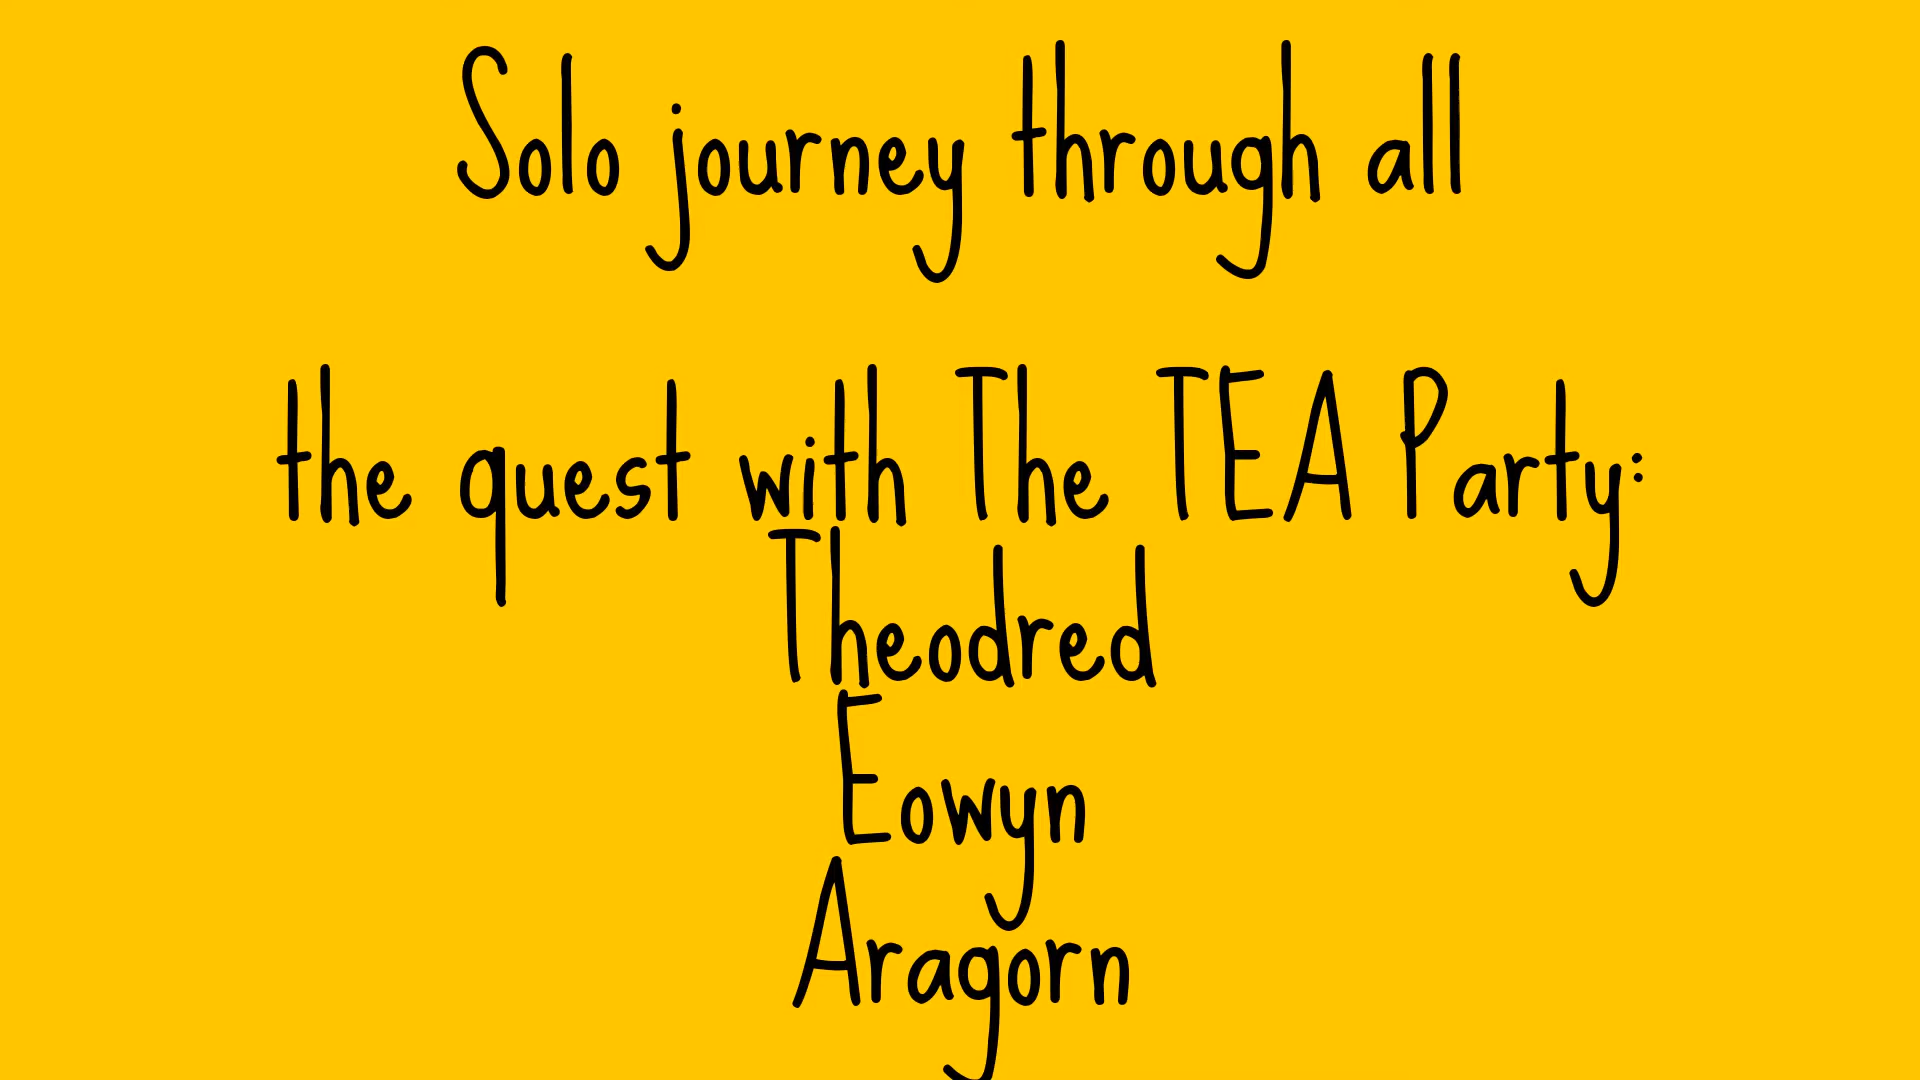 Solo journey through all
the quest with The TEA Party:
Theodred
Eowyn
Aragorn